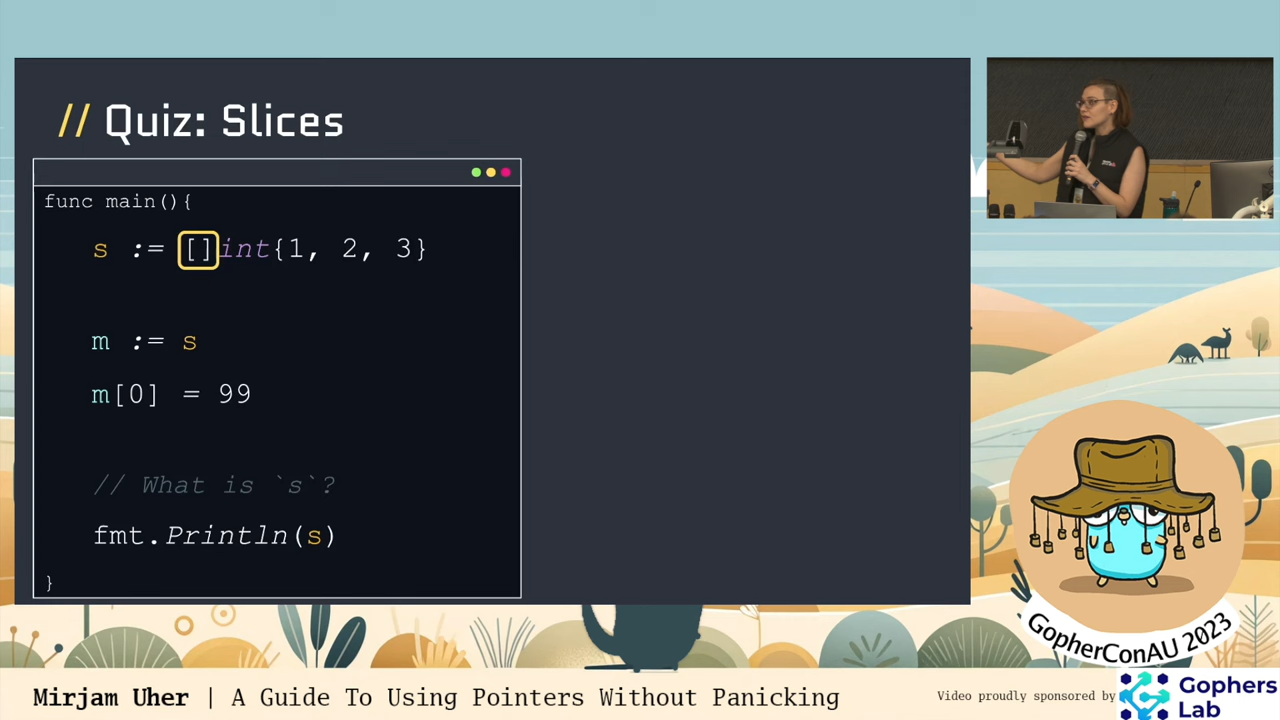 // Quiz: Slices
func main(){
s := []int{1, 2, 3}
m := s
m[0] = 99
// What is `s`?
fmt.Println(s)
}
GopherConAU 2023
Mirjam Uher | A Guide To Using Pointers Without Panicking
Video proudly sponsored by
Gophers
Lab